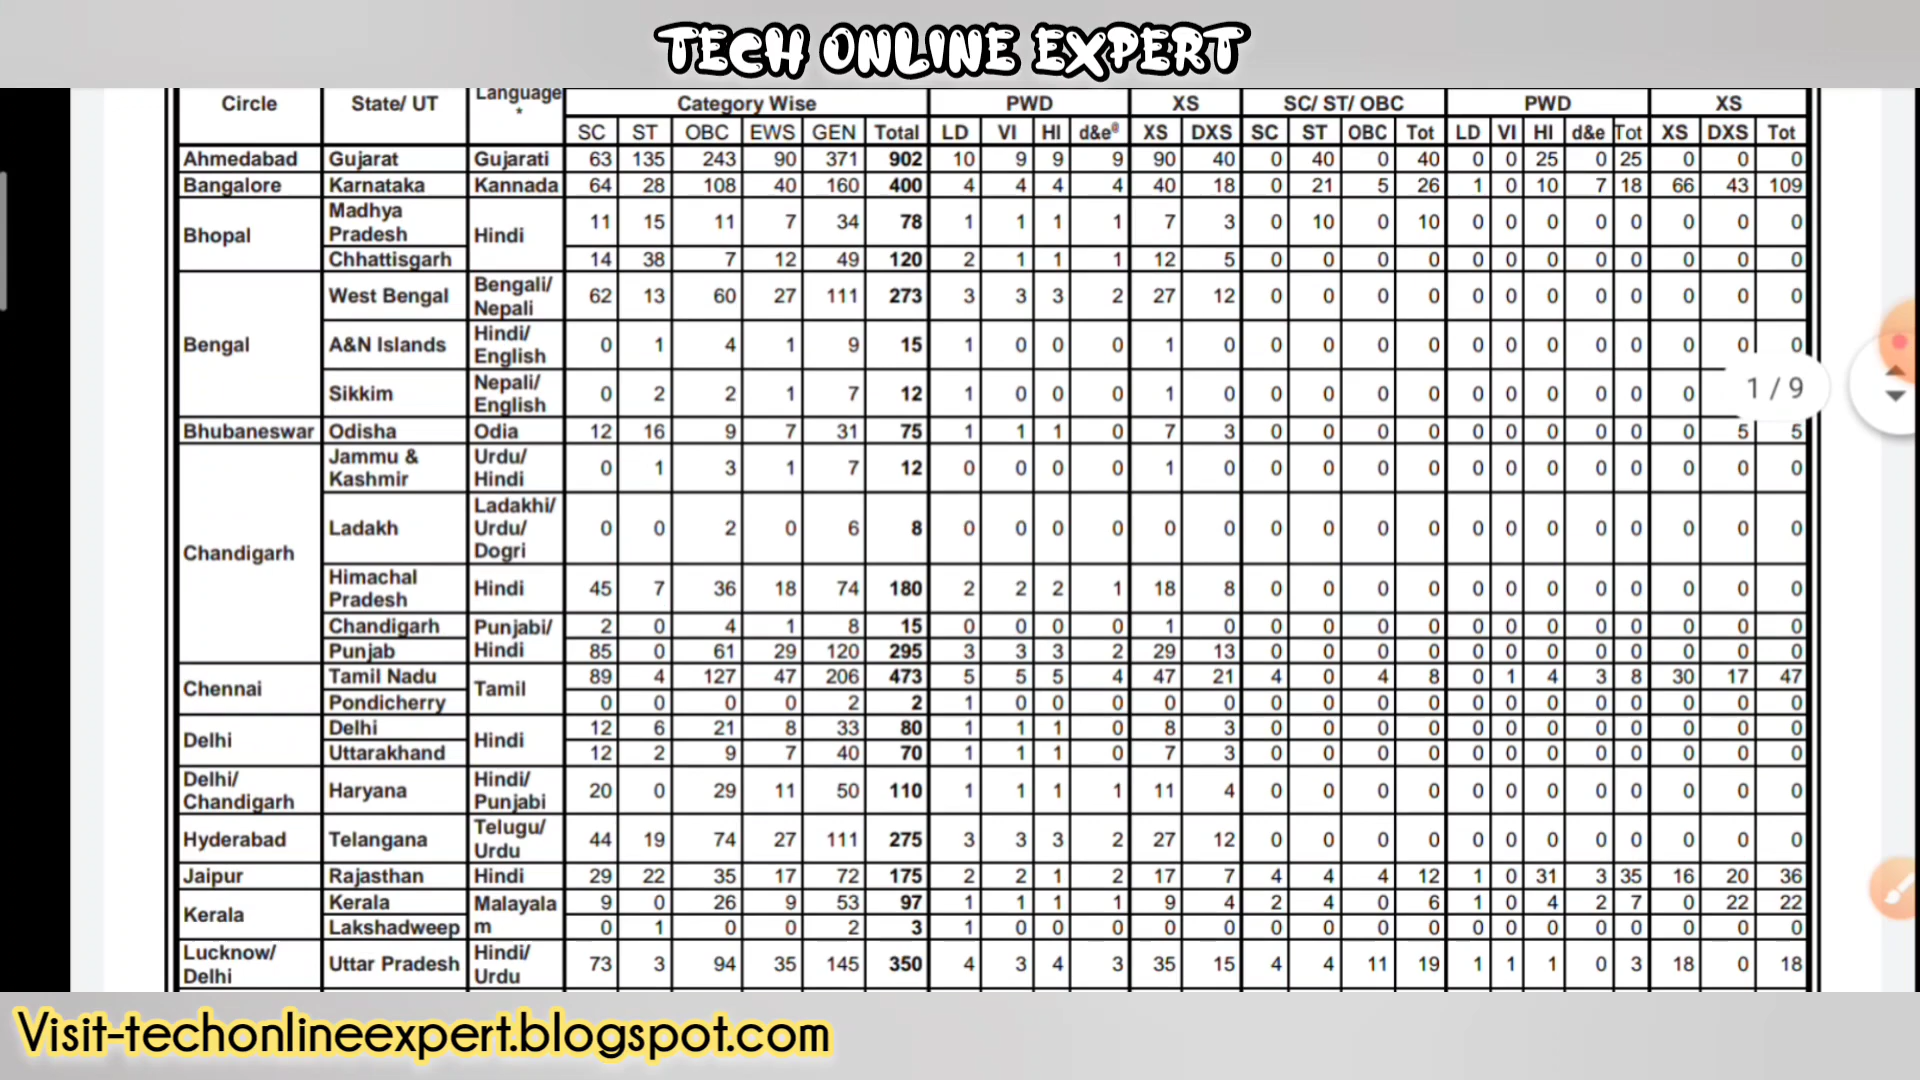 TECH ONLINE EXPERT
Circle State/ UT Language * Category Wise PWD XS SC/ ST/ OBC PWD XS
SC ST OBC EWS GEN Total LD VI HI d&e@ XS DXS SC ST OBC Tot LD VI HI d&e Tot XS DXS Tot
Ahmedabad Gujarat Gujarati 63 135 243 90 371 902 10 9 9 9 90 40 0 40 0 40 0 0 25 0 25 0 0 0
Bangalore Karnataka Kannada 64 28 108 40 160 400 4 4 4 4 40 18 0 21 5 26 1 0 10 7 18 66 43 109
Bhopal Madhya Pradesh Hindi 11 15 11 7 34 78 1 1 1 1 7 3 0 10 0 10 0 0 0 0 0 0 0 0
Chhattisgarh 14 38 7 12 49 120 2 1 1 1 12 5 0 0 0 0 0 0 0 0 0 0 0 0
Bengal West Bengal Bengali/ Nepali 62 13 60 27 111 273 3 3 3 2 27 12 0 0 0 0 0 0 0 0 0 0 0 0
A&N Islands Hindi/ English 0 1 4 1 9 15 1 0 0 0 1 0 0 0 0 0 0 0 0 0 0 0 0 0
Sikkim Nepali/ English 0 2 2 1 7 12 1 0 0 0 1 0 0 0 0 0 0 0 0 0 0 0
1 / 9
Bhubaneswar Odisha Odia 12 16 9 7 31 75 1 1 1 0 7 3 0 0 0 0 0 0 0 0 0 0 5 5
Chandigarh Jammu & Kashmir Urdu/ Hindi 0 1 3 1 7 12 0 0 0 0 1 0 0 0 0 0 0 0 0 0 0 0 0 0
Ladakh Ladakhi/ Urdu/ Dogri 0 0 2 0 6 8 0 0 0 0 0 0 0 0 0 0 0 0 0 0 0 0 0 0
Himachal Pradesh Hindi 45 7 36 18 74 180 2 2 2 1 18 8 0 0 0 0 0 0 0 0 0 0 0 0
Chandigarh Punjabi/ Hindi 2 0 4 1 8 15 0 0 0 0 1 0 0 0 0 0 0 0 0 0 0 0 0 0
Punjab 85 0 61 29 120 295 3 3 3 2 29 13 0 0 0 0 0 0 0 0 0 0 0 0
Chennai Tamil Nadu Tamil 89 4 127 47 206 473 5 5 5 4 47 21 4 0 4 8 0 1 4 3 8 30 17 47
Pondicherry 0 0 0 0 2 2 1 0 0 0 0 0 0 0 0 0 0 0 0 0 0 0 0 0
Delhi Delhi Hindi 12 6 21 8 33 80 1 1 1 0 8 3 0 0 0 0 0 0 0 0 0 0 0 0
Uttarakhand 12 2 9 7 40 70 1 1 1 0 7 3 0 0 0 0 0 0 0 0 0 0 0 0
Delhi/ Chandigarh Haryana Hindi/ Punjabi 20 0 29 11 50 110 1 1 1 1 11 4 0 0 0 0 0 0 0 0 0 0 0 0
Hyderabad Telangana Telugu/ Urdu 44 19 74 27 111 275 3 3 3 2 27 12 0 0 0 0 0 0 0 0 0 0 0 0
Jaipur Rajasthan Hindi 29 22 35 17 72 175 2 2 1 2 17 7 4 4 4 12 1 0 31 3 35 16 20 36
Kerala Kerala Malayalam 9 0 26 9 53 97 1 1 1 1 9 4 2 4 0 6 1 0 4 2 7 0 22 22
Lakshadweep 0 1 0 0 2 3 1 0 0 0 0 0 0 0 0 0 0 0 0 0 0 0 0 0
Lucknow/ Delhi Uttar Pradesh Hindi/ Urdu 73 3 94 35 145 350 4 3 4 3 35 15 4 4 11 19 1 1 1 0 3 18 0 18
Visit-techonlineexpert.blogspot.com